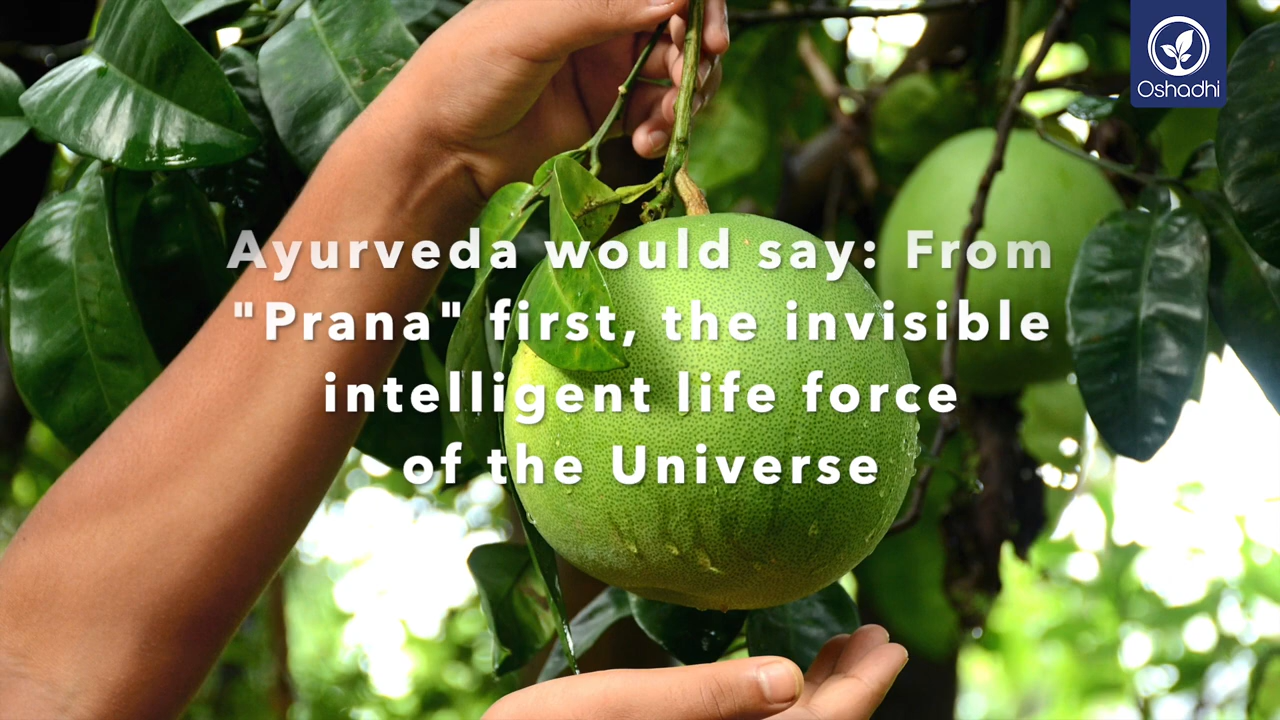 Oshadhi
Ayurveda would say: From
"Prana" first, the invisible
intelligent life force
of the Universe